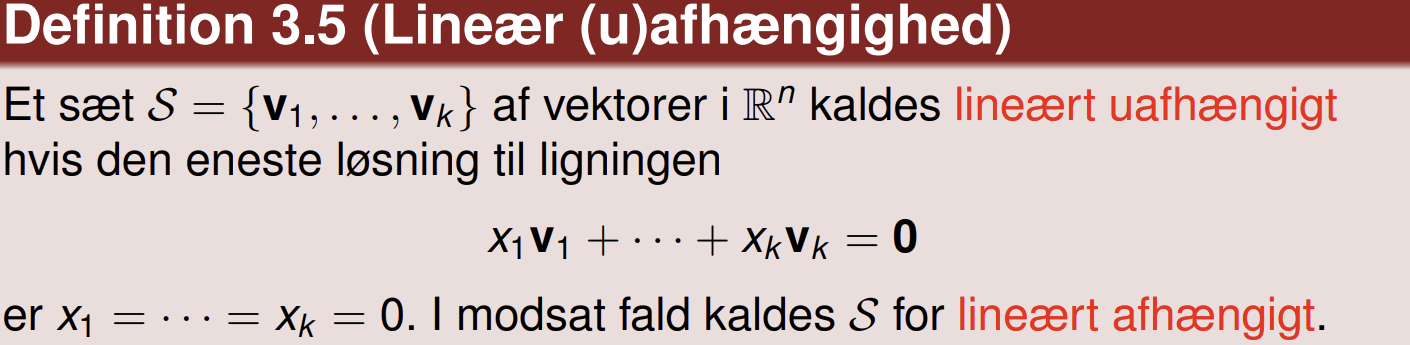 Definition 3.5 (Lineær (u)afhængighed)
Et sæt 𝒮 = {v₁, . . . , vₖ} af vektorer i ℝⁿ kaldes lineært uafhængigt
hvis den eneste løsning til ligningen
x₁v₁ + · · · + xₖvₖ = 0
er x₁ = · · · = xₖ = 0. I modsat fald kaldes 𝒮 for lineært afhængigt.